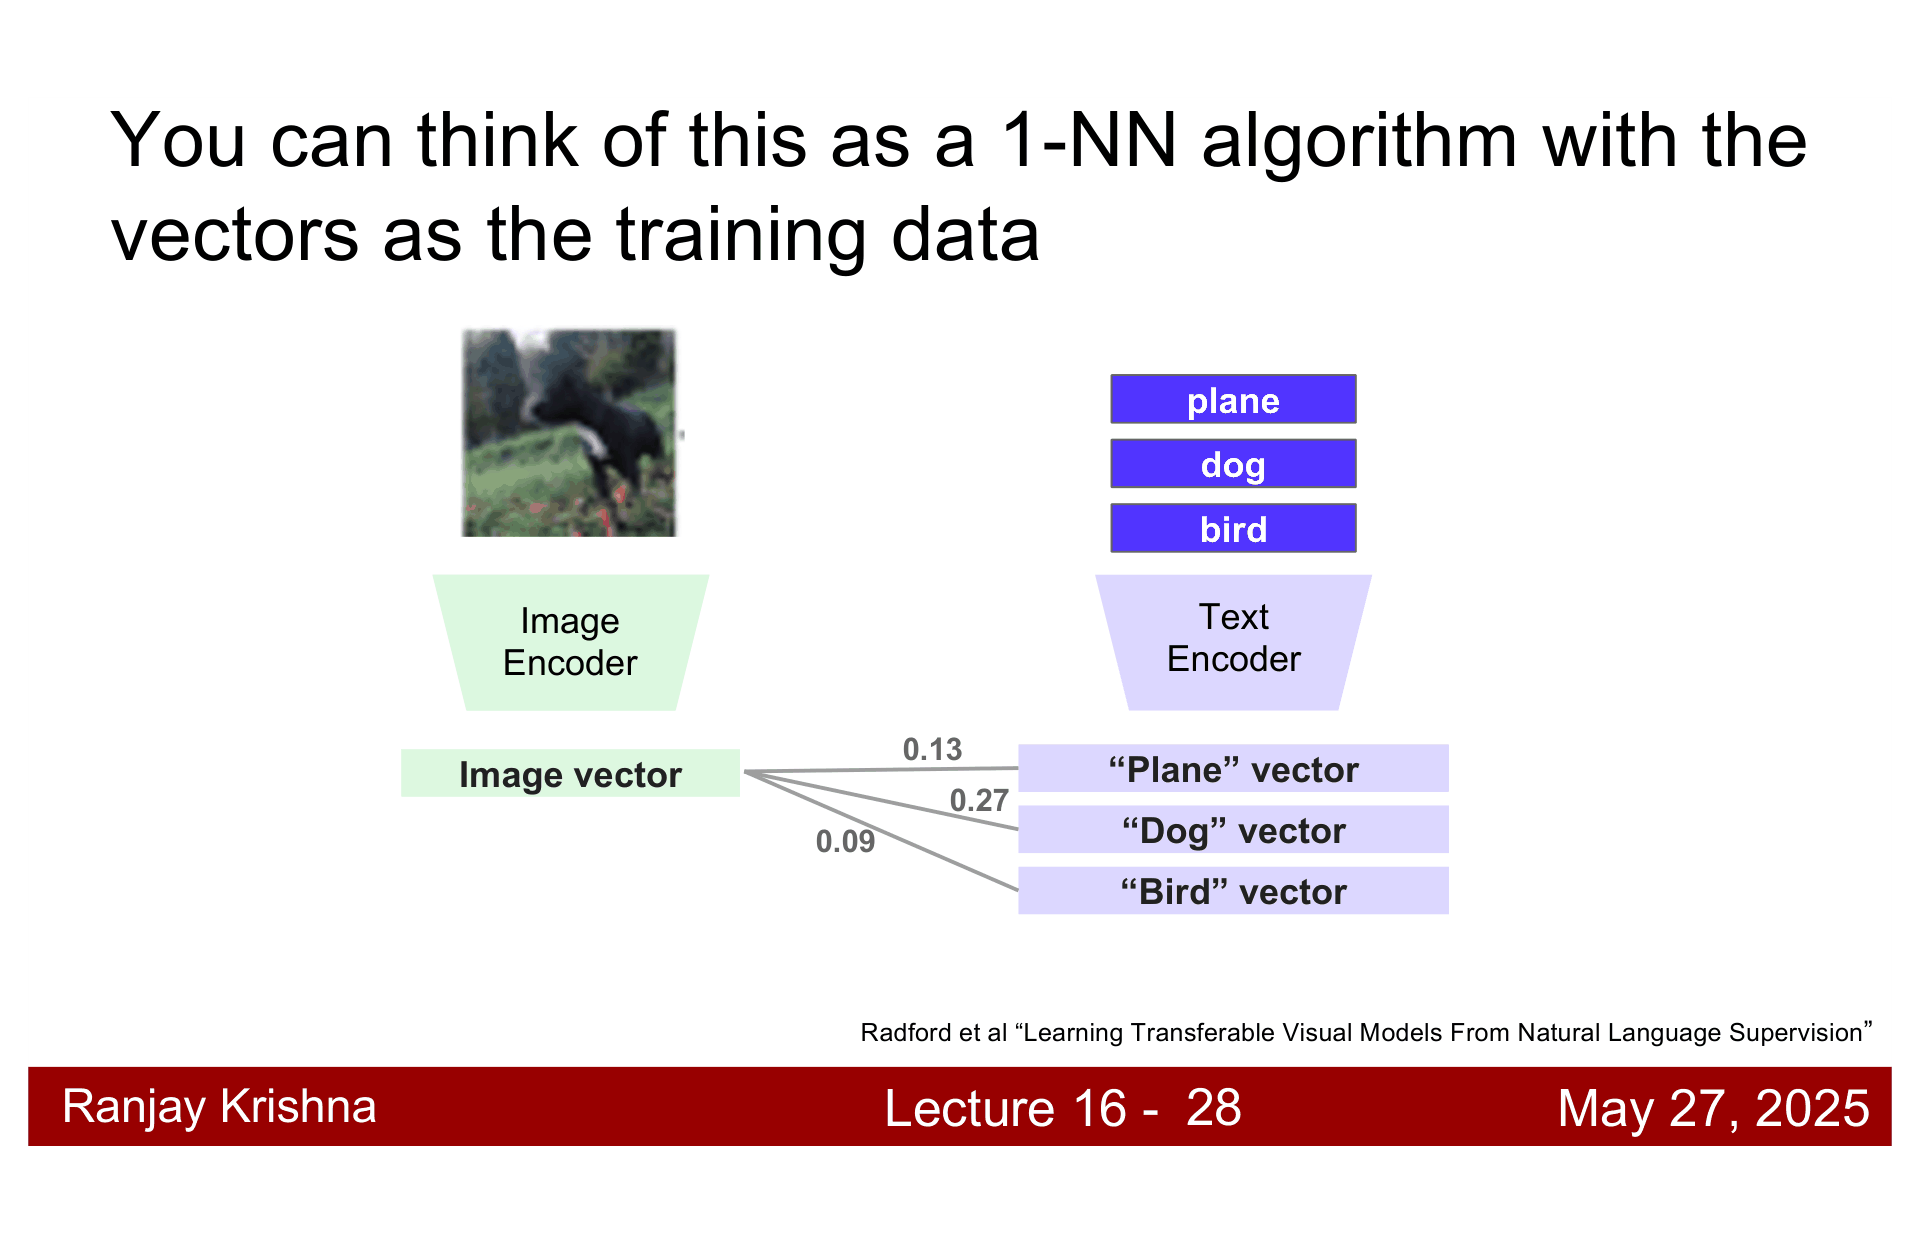 You can think of this as a 1-NN algorithm with the
vectors as the training data
plane
dog
bird
Image
Encoder
Text
Encoder
Image vector
0.13
0.27
0.09
“Plane” vector
“Dog” vector
“Bird” vector
Radford et al “Learning Transferable Visual Models From Natural Language Supervision”
Ranjay Krishna
Lecture 16 - 28
May 27, 2025